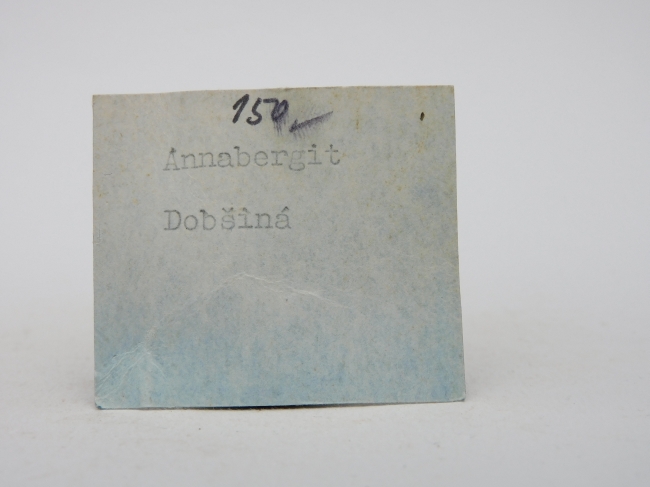 150,-
Annabergit
Dobšiná